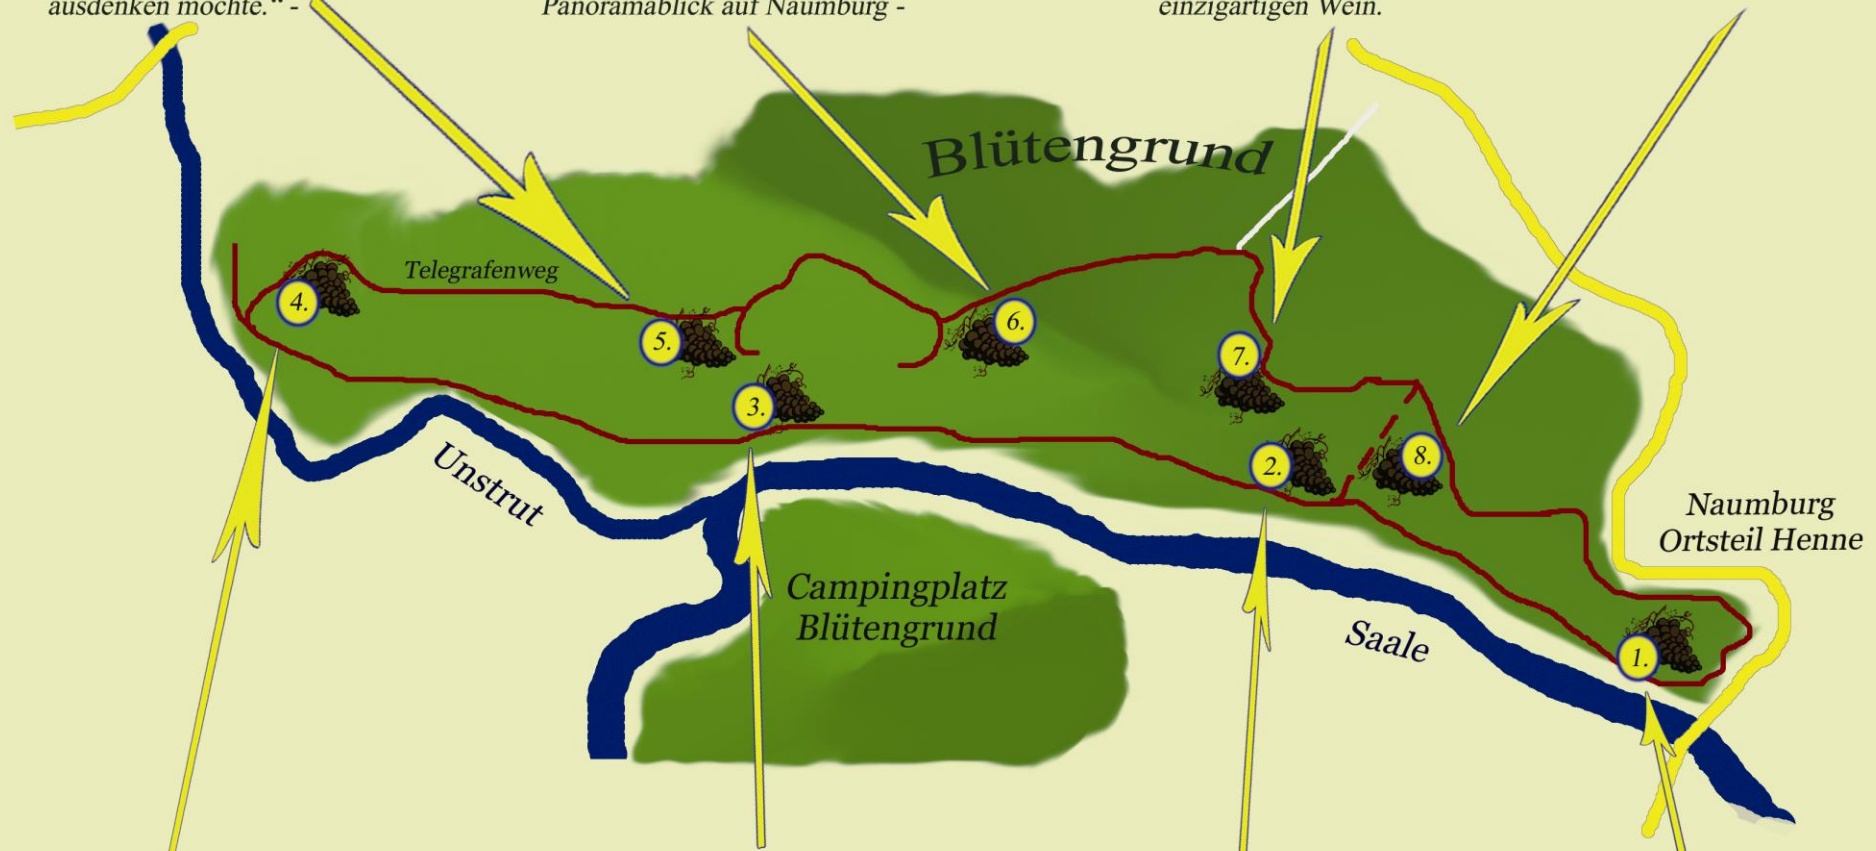 ausdenken möchte.“ -
Panoramablick auf Naumburg -
einzigartigen Wein.
Blütengrund
Telegrafenweg
4.
5.
6.
7.
3.
2.
8.
Unstrut
Naumburg
Ortsteil Henne
Campingplatz
Blütengrund
Saale
1.